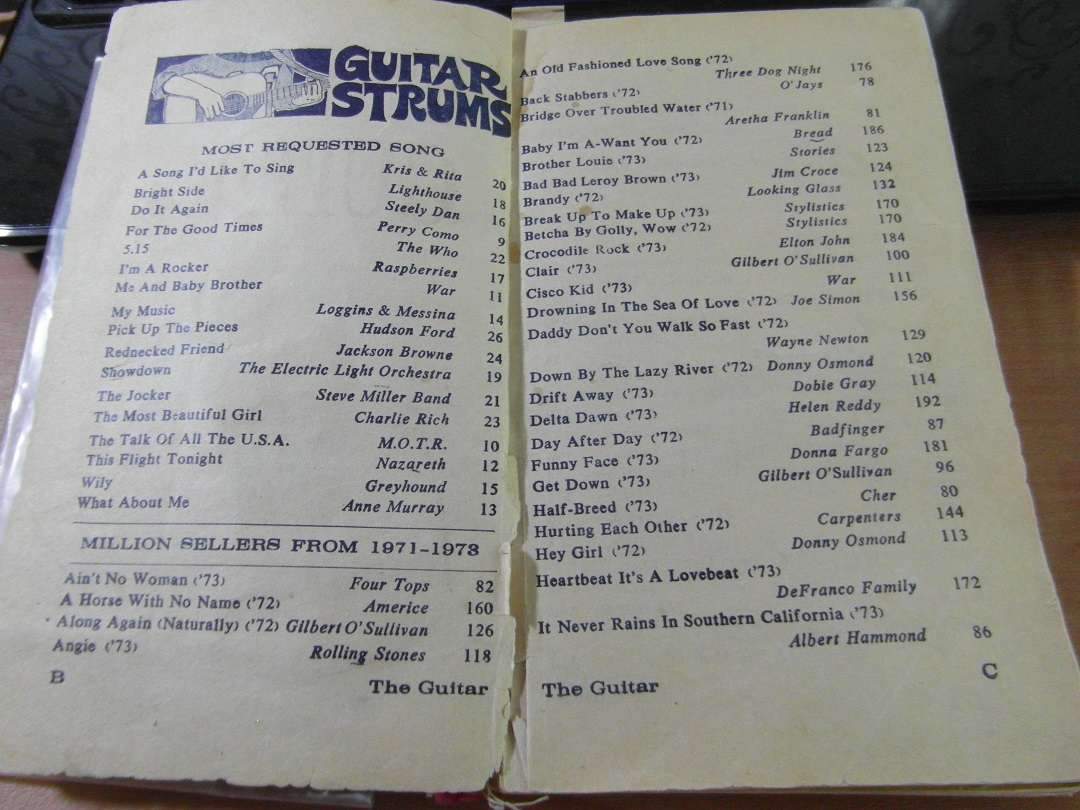 GUITAR
STRUMS
MOST REQUESTED SONG
A Song I'd Like To Sing Kris & Rita 20
Bright Side Lighthouse 18
Do It Again Steely Dan 16
For The Good Times Perry Como 9
5.15 The Who 22
I'm A Rocker Raspberries 17
Me And Baby Brother War 11
My Music Loggins & Messina 14
Pick Up The Pieces Hudson Ford 26
Rednecked Friend Jackson Browne 24
Showdown The Electric Light Orchestra 19
The Jocker Steve Miller Band 21
The Most Beautiful Girl Charlie Rich 23
The Talk Of All The U.S.A. M.O.T.R. 10
This Flight Tonight Nazareth 12
Wily Greyhound 15
What About Me Anne Murray 13
MILLION SELLERS FROM 1971-1973
Ain't No Woman ('73) Four Tops 82
A Horse With No Name ('72) Americe 160
Along Again (Naturally) ('72) Gilbert O'Sullivan 126
Angie ('73) Rolling Stones 118
B The Guitar
An Old Fashioned Love Song ('72)
Three Dog Night 176
Back Stabbers ('72) O'Jays 78
Bridge Over Troubled Water ('71)
Aretha Franklin 81
Baby I'm A-Want You ('72) Bread 186
Brother Louie ('73) Stories 123
Bad Bad Leroy Brown ('73) Jim Croce 124
Brandy ('72) Looking Glass 132
Break Up To Make Up ('73) Stylistics 170
Betcha By Golly, Wow ('72) Stylistics 170
Crocodile Rock ('73) Elton John 184
Clair ('73) Gilbert O'Sullivan 100
Cisco Kid ('73) War 111
Drowning In The Sea Of Love ('72) Joe Simon 156
Daddy Don't You Walk So Fast ('72)
Wayne Newton 129
Down By The Lazy River ('72) Donny Osmond 120
Drift Away ('73) Dobie Gray 114
Delta Dawn ('73) Helen Reddy 192
Day After Day ('72) Badfinger 87
Funny Face ('73) Donna Fargo 181
Get Down ('73) Gilbert O'Sullivan 96
Half-Breed ('73) Cher 80
Hurting Each Other ('72) Carpenters 144
Hey Girl ('72) Donny Osmond 113
Heartbeat It's A Lovebeat ('73)
DeFranco Family 172
It Never Rains In Southern California ('73)
Albert Hammond 86
The Guitar C